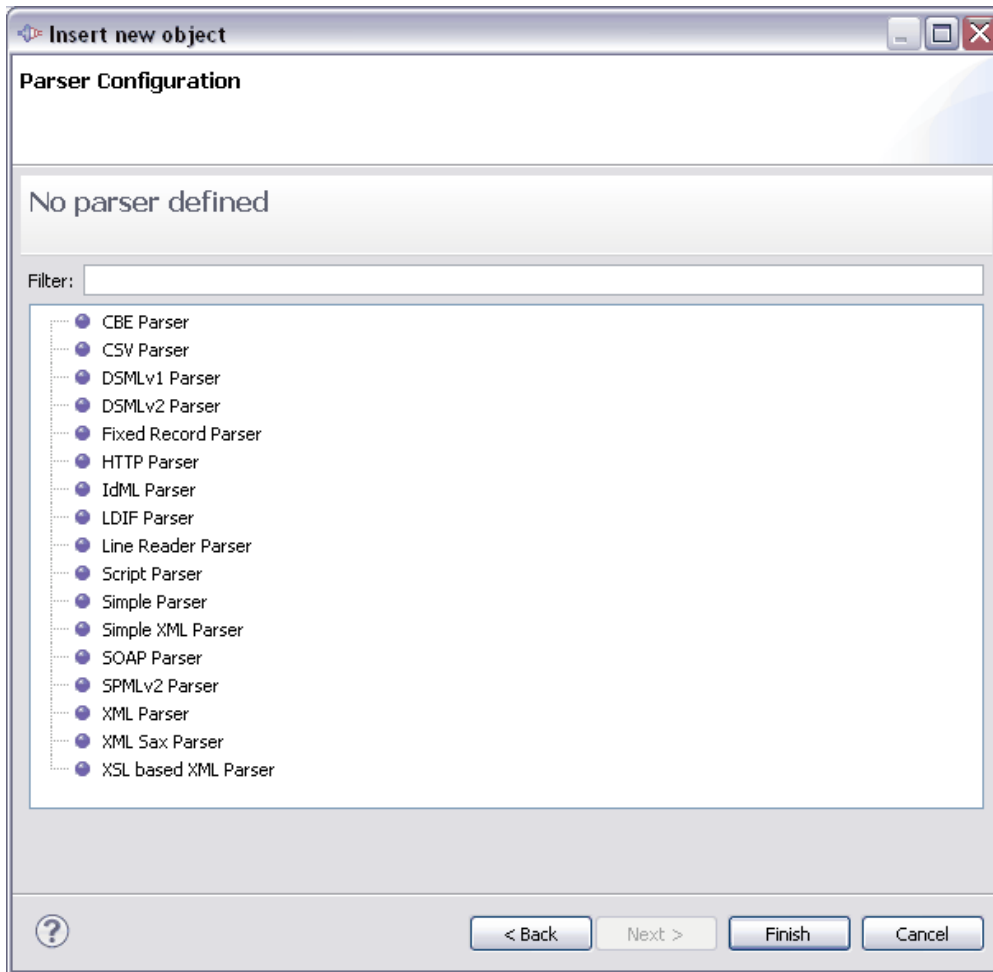 Insert new object
Parser Configuration
No parser defined
Filter:
CBE Parser
CSV Parser
DSMLv1 Parser
DSMLv2 Parser
Fixed Record Parser
HTTP Parser
IdML Parser
LDIF Parser
Line Reader Parser
Script Parser
Simple Parser
Simple XML Parser
SOAP Parser
SPMLv2 Parser
XML Parser
XML Sax Parser
XSL based XML Parser
? < Back Next > Finish Cancel